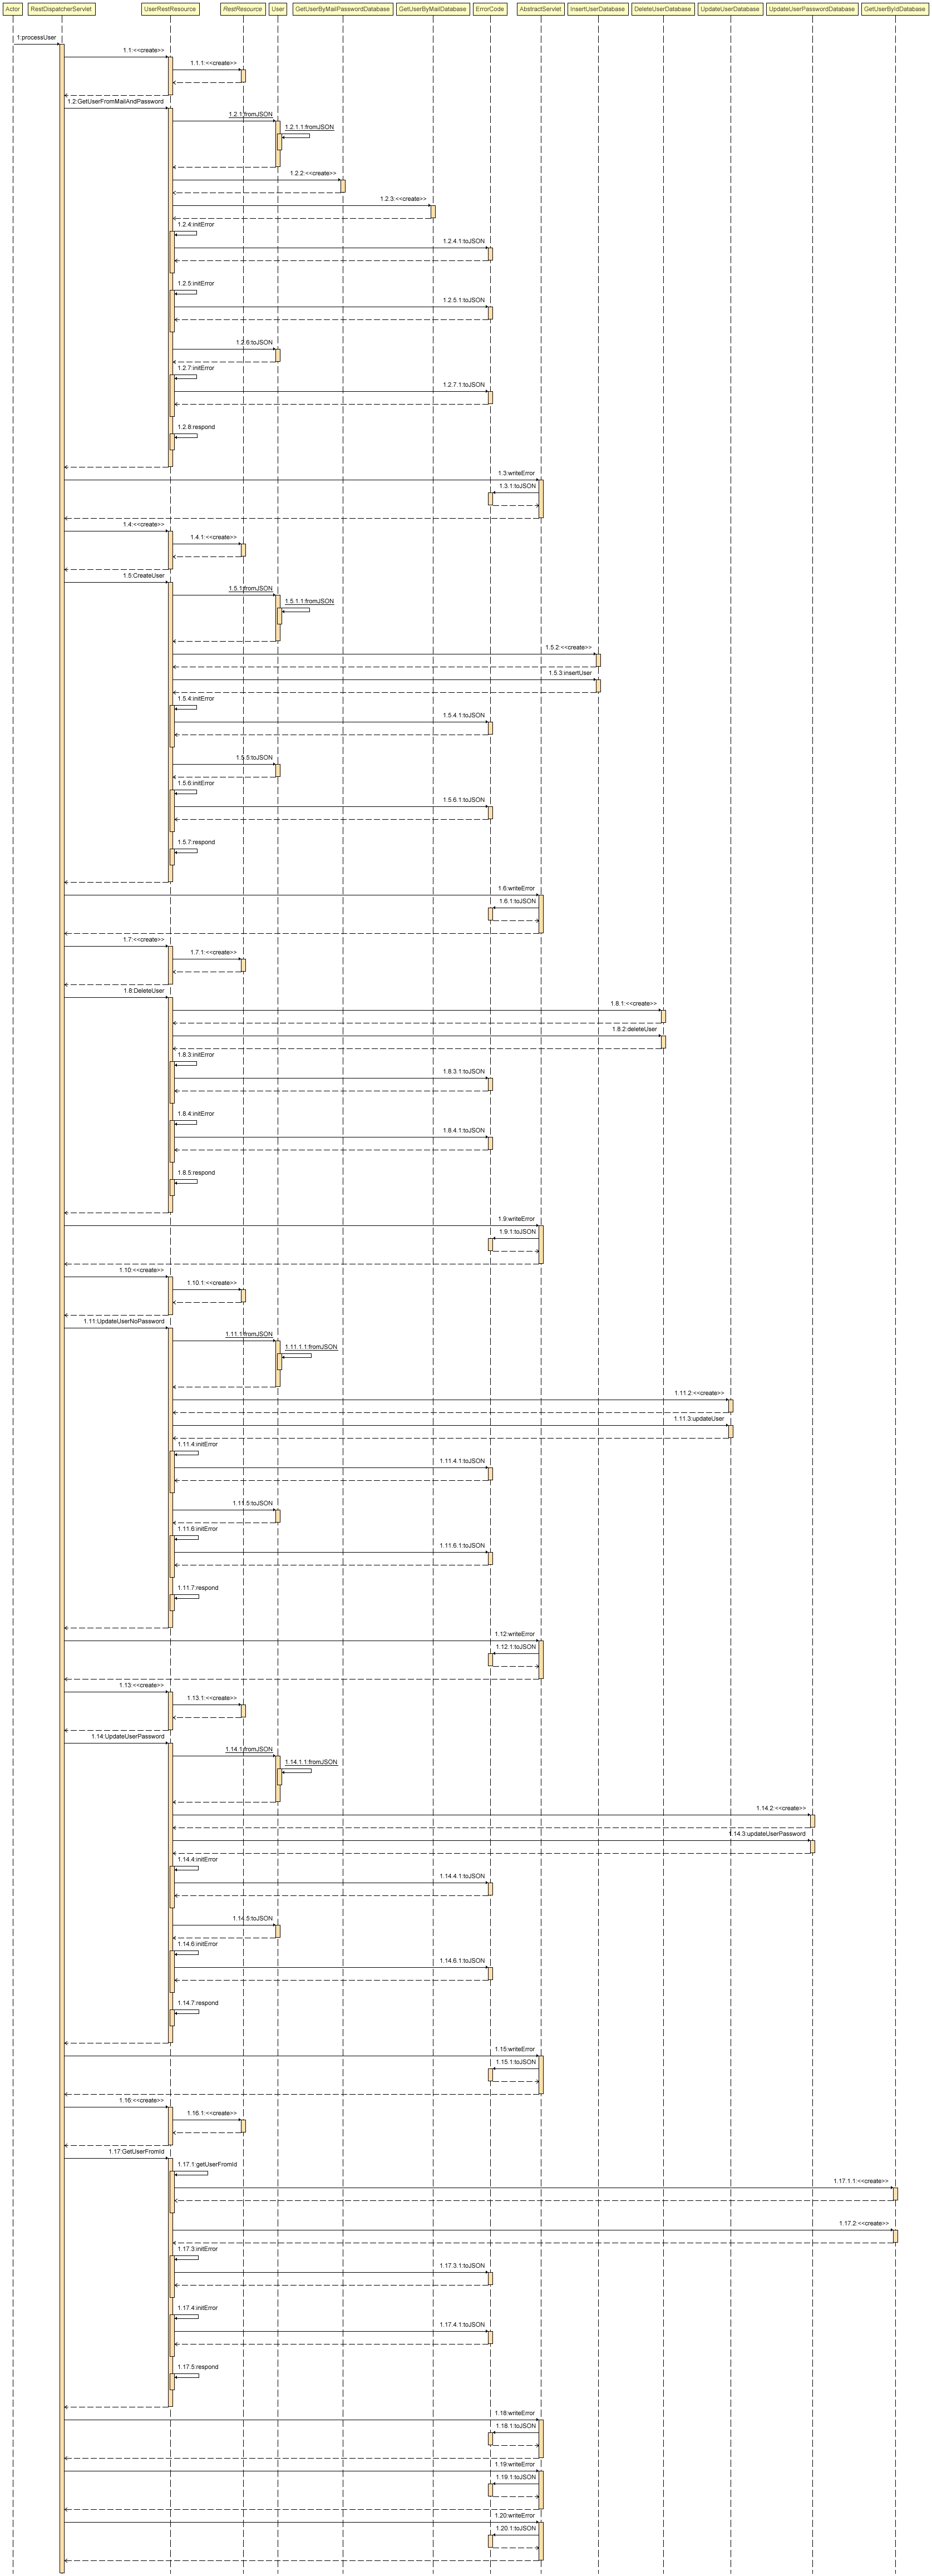 Actor
RestDispatcherServlet
UserRestResource
RestResource
User
GetUserByMailPasswordDatabase
GetUserByMailDatabase
ErrorCode
AbstractServlet
InsertUserDatabase
DeleteUserDatabase
UpdateUserDatabase
UpdateUserPasswordDatabase
GetUserByIdDatabase
1:processUser
1.1:<<create>>
1.1.1:<<create>>
1.2:GetUserFromMailAndPassword
1.2.1:fromJSON
1.2.1.1:fromJSON
1.2.2:<<create>>
1.2.3:<<create>>
1.2.4:initError
1.2.4.1:toJSON
1.2.5:initError
1.2.5.1:toJSON
1.2.6:toJSON
1.2.7:initError
1.2.7.1:toJSON
1.2.8:respond
1.3:writeError
1.3.1:toJSON
1.4:<<create>>
1.4.1:<<create>>
1.5:CreateUser
1.5.1:fromJSON
1.5.1.1:fromJSON
1.5.2:<<create>>
1.5.3:insertUser
1.5.4:initError
1.5.4.1:toJSON
1.5.5:toJSON
1.5.6:initError
1.5.6.1:toJSON
1.5.7:respond
1.6:writeError
1.6.1:toJSON
1.7:<<create>>
1.7.1:<<create>>
1.8:DeleteUser
1.8.1:<<create>>
1.8.2:deleteUser
1.8.3:initError
1.8.3.1:toJSON
1.8.4:initError
1.8.4.1:toJSON
1.8.5:respond
1.9:writeError
1.9.1:toJSON
1.10:<<create>>
1.10.1:<<create>>
1.11:UpdateUserNoPassword
1.11.1:fromJSON
1.11.1.1:fromJSON
1.11.2:<<create>>
1.11.3:updateUser
1.11.4:initError
1.11.4.1:toJSON
1.11.5:toJSON
1.11.6:initError
1.11.6.1:toJSON
1.11.7:respond
1.12:writeError
1.12.1:toJSON
1.13:<<create>>
1.13.1:<<create>>
1.14:UpdateUserPassword
1.14.1:fromJSON
1.14.1.1:fromJSON
1.14.2:<<create>>
1.14.3:updateUserPassword
1.14.4:initError
1.14.4.1:toJSON
1.14.5:toJSON
1.14.6:initError
1.14.6.1:toJSON
1.14.7:respond
1.15:writeError
1.15.1:toJSON
1.16:<<create>>
1.16.1:<<create>>
1.17:GetUserFromId
1.17.1:getUserFromId
1.17.1.1:<<create>>
1.17.2:<<create>>
1.17.3:initError
1.17.3.1:toJSON
1.17.4:initError
1.17.4.1:toJSON
1.17.5:respond
1.18:writeError
1.18.1:toJSON
1.19:writeError
1.19.1:toJSON
1.20:writeError
1.20.1:toJSON